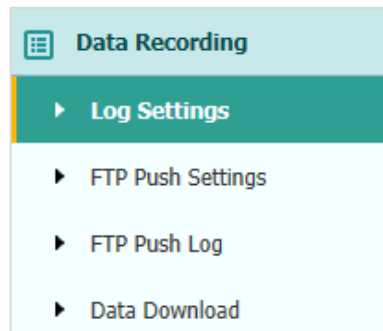 Data Recording
Log Settings
FTP Push Settings
FTP Push Log
Data Download